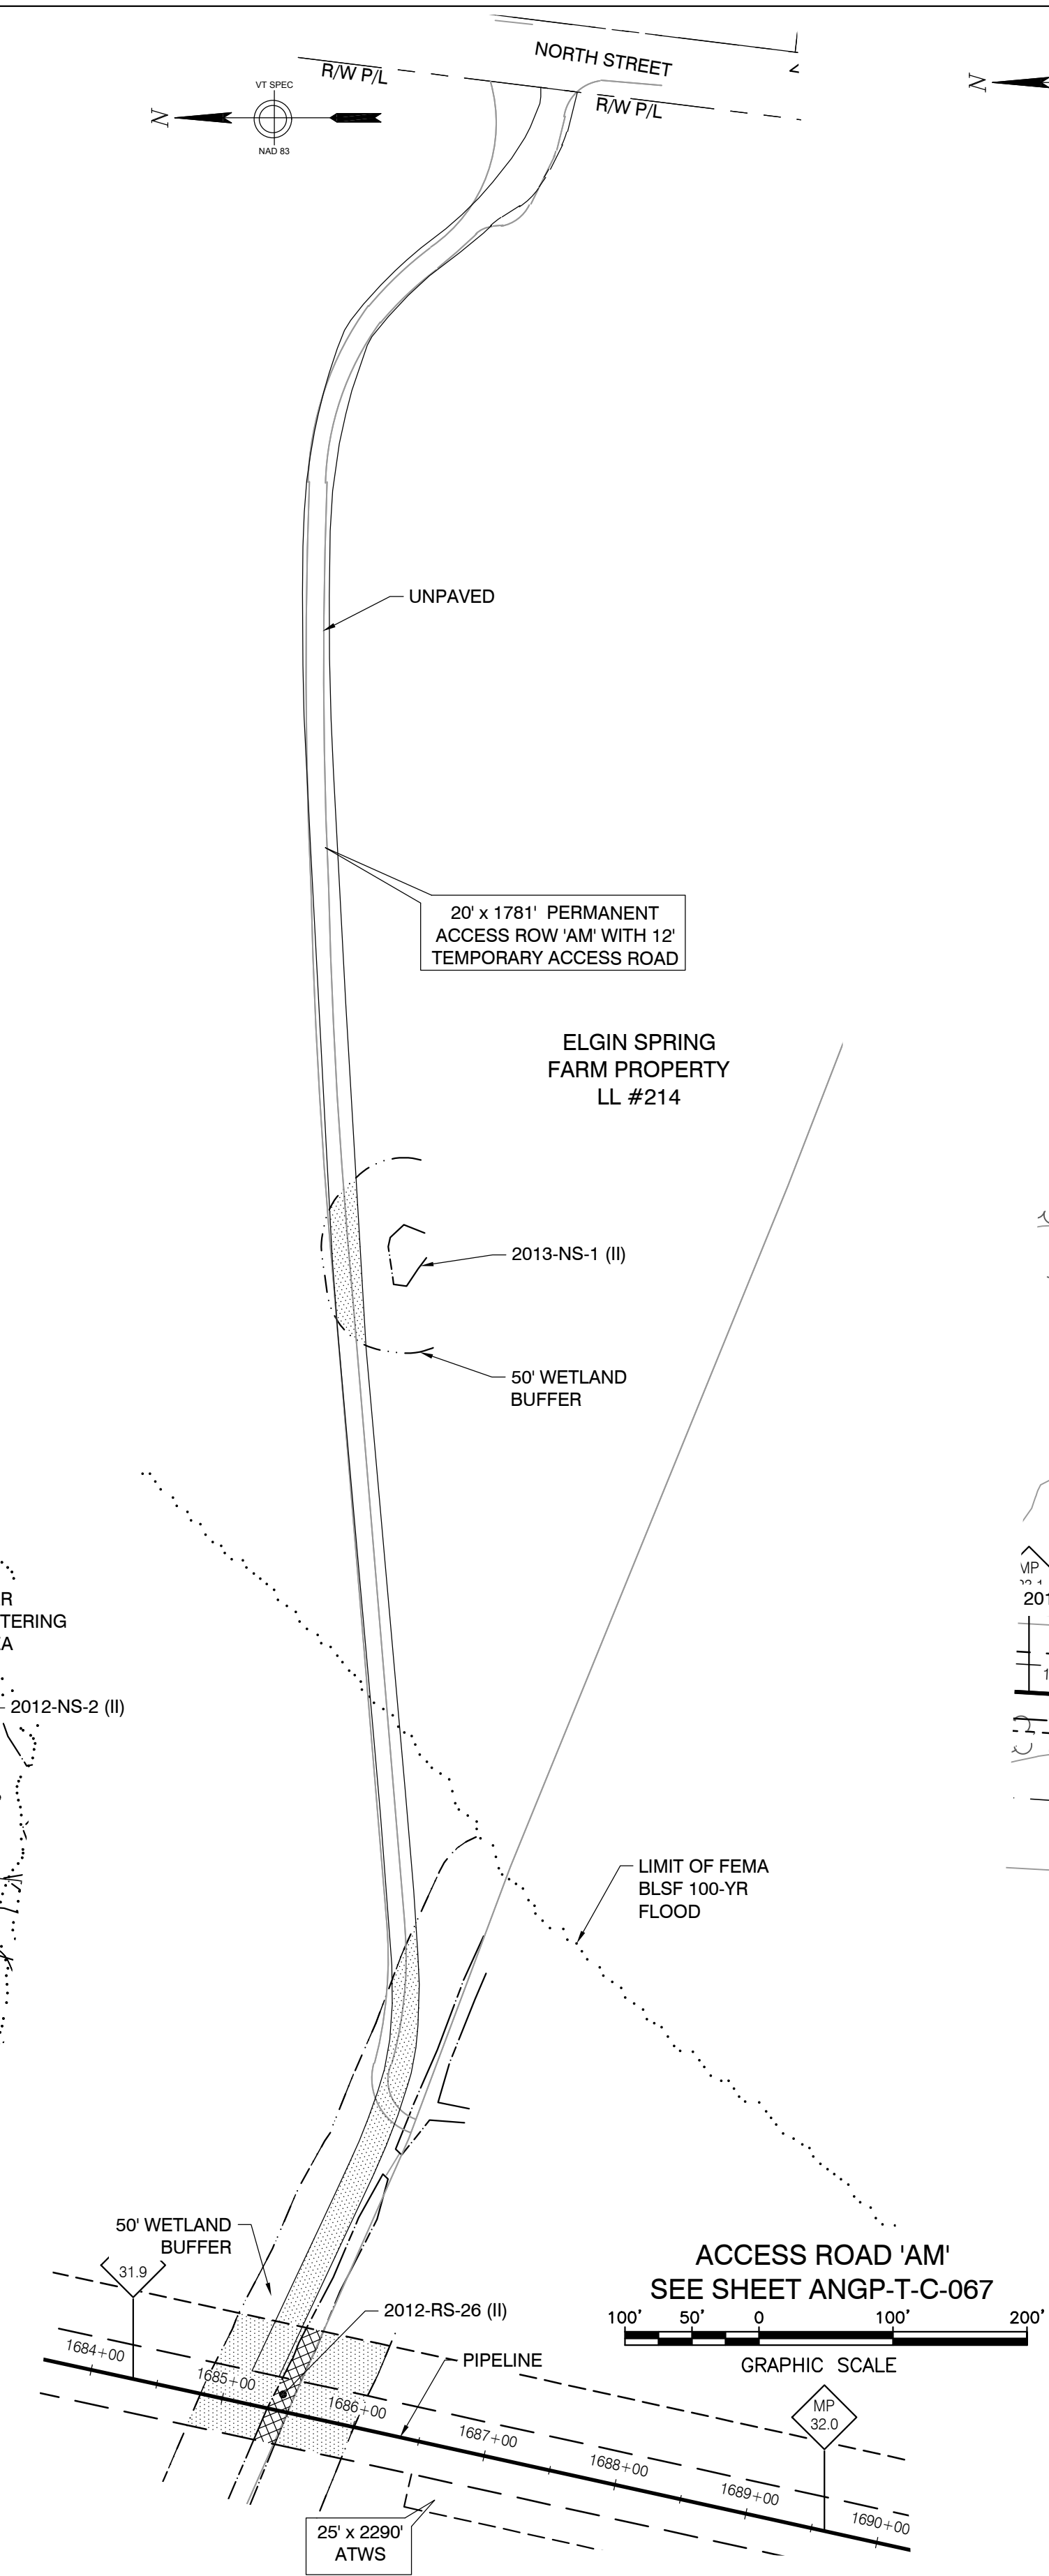 NORTH STREET
R/W P/L
R/W P/L
VT SPEC
N
NAD 83
N
UNPAVED
20' x 1781' PERMANENT
ACCESS ROW 'AM' WITH 12'
TEMPORARY ACCESS ROAD
ELGIN SPRING
FARM PROPERTY
LL #214
2013-NS-1 (II)
50' WETLAND
BUFFER
R
TERING
MP
201
2012-NS-2 (II)
LIMIT OF FEMA
BLSF 100-YR
FLOOD
50' WETLAND
BUFFER
31.9
2012-RS-26 (II)
PIPELINE
ACCESS ROAD 'AM'
SEE SHEET ANGP-T-C-067
100' 50' 0 100' 200'
GRAPHIC SCALE
MP
32.0
1684+00
1685+00
1686+00
1687+00
1688+00
1689+00
1690+00
25' x 2290'
ATWS